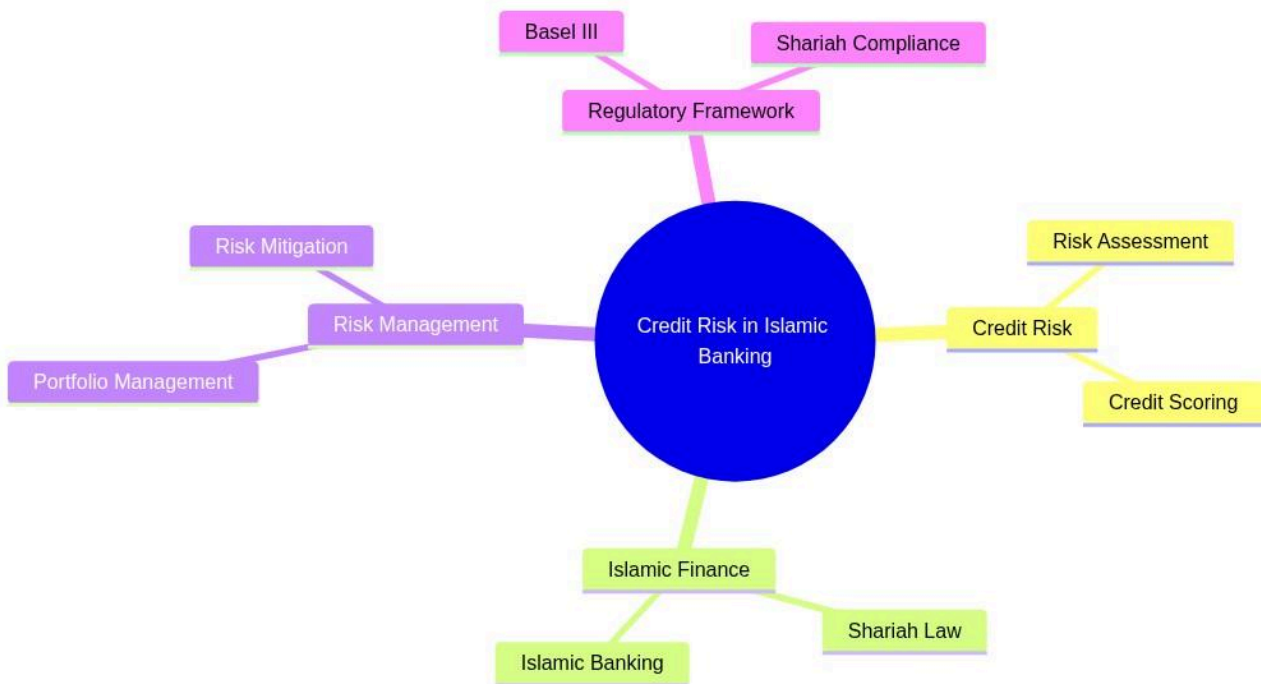 Basel III
Shariah Compliance
Regulatory Framework
Risk Mitigation
Risk Assessment
Risk Management
Credit Risk in Islamic
Banking
Credit Risk
Portfolio Management
Credit Scoring
Islamic Finance
Shariah Law
Islamic Banking